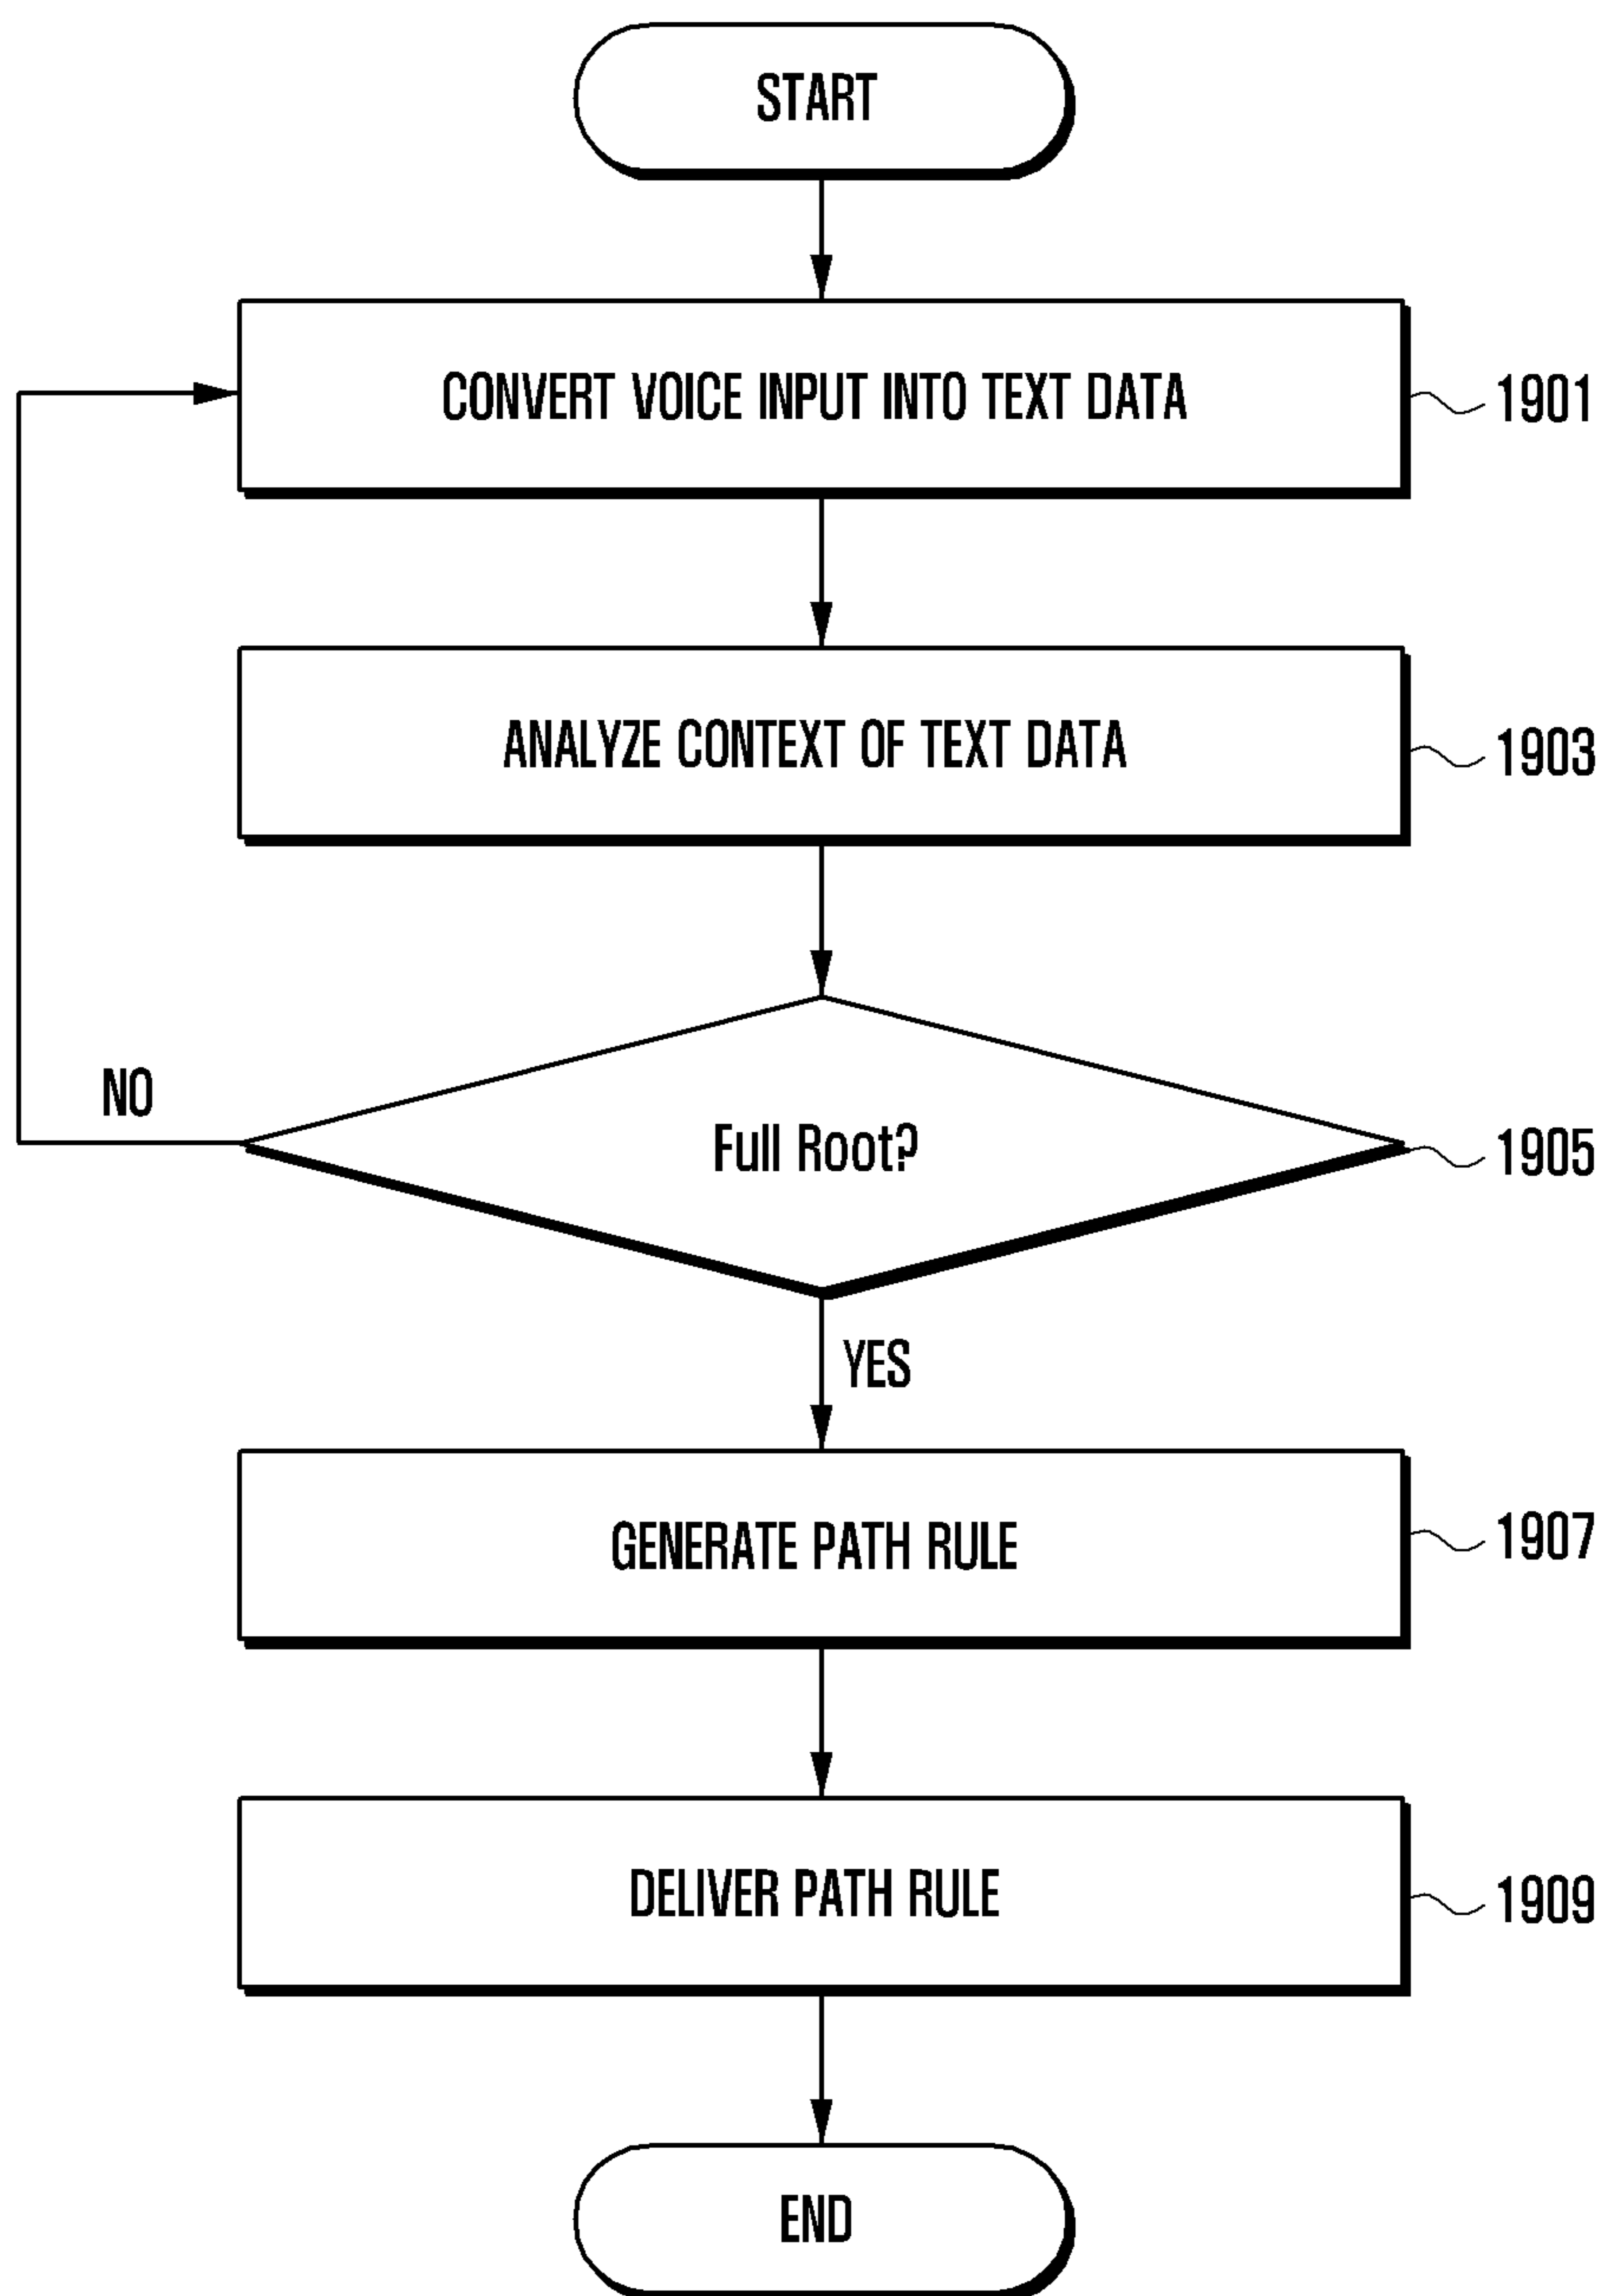 START
CONVERT VOICE INPUT INTO TEXT DATA
1901
ANALYZE CONTEXT OF TEXT DATA
1903
NO
Full Root?
1905
YES
GENERATE PATH RULE
1907
DELIVER PATH RULE
1909
END